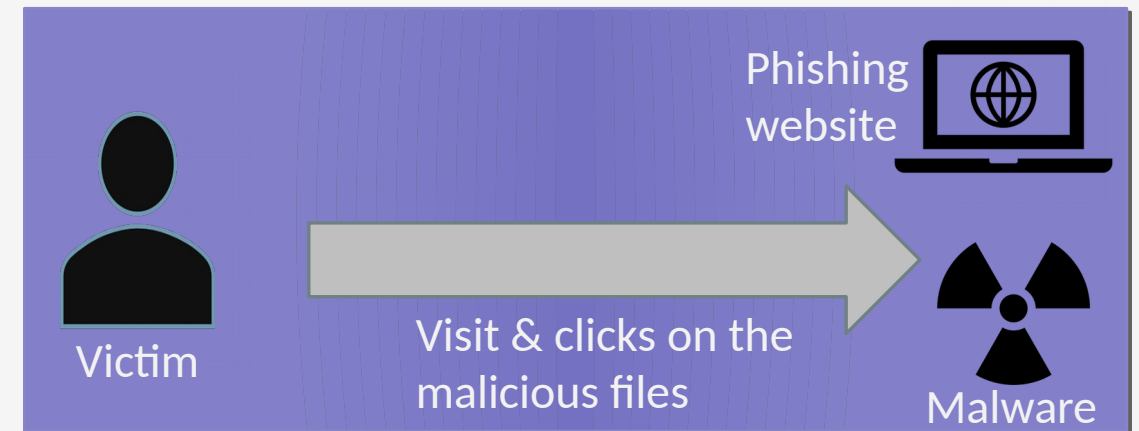 Phishing
website
Victim
Visit & clicks on the
malicious files
Malware